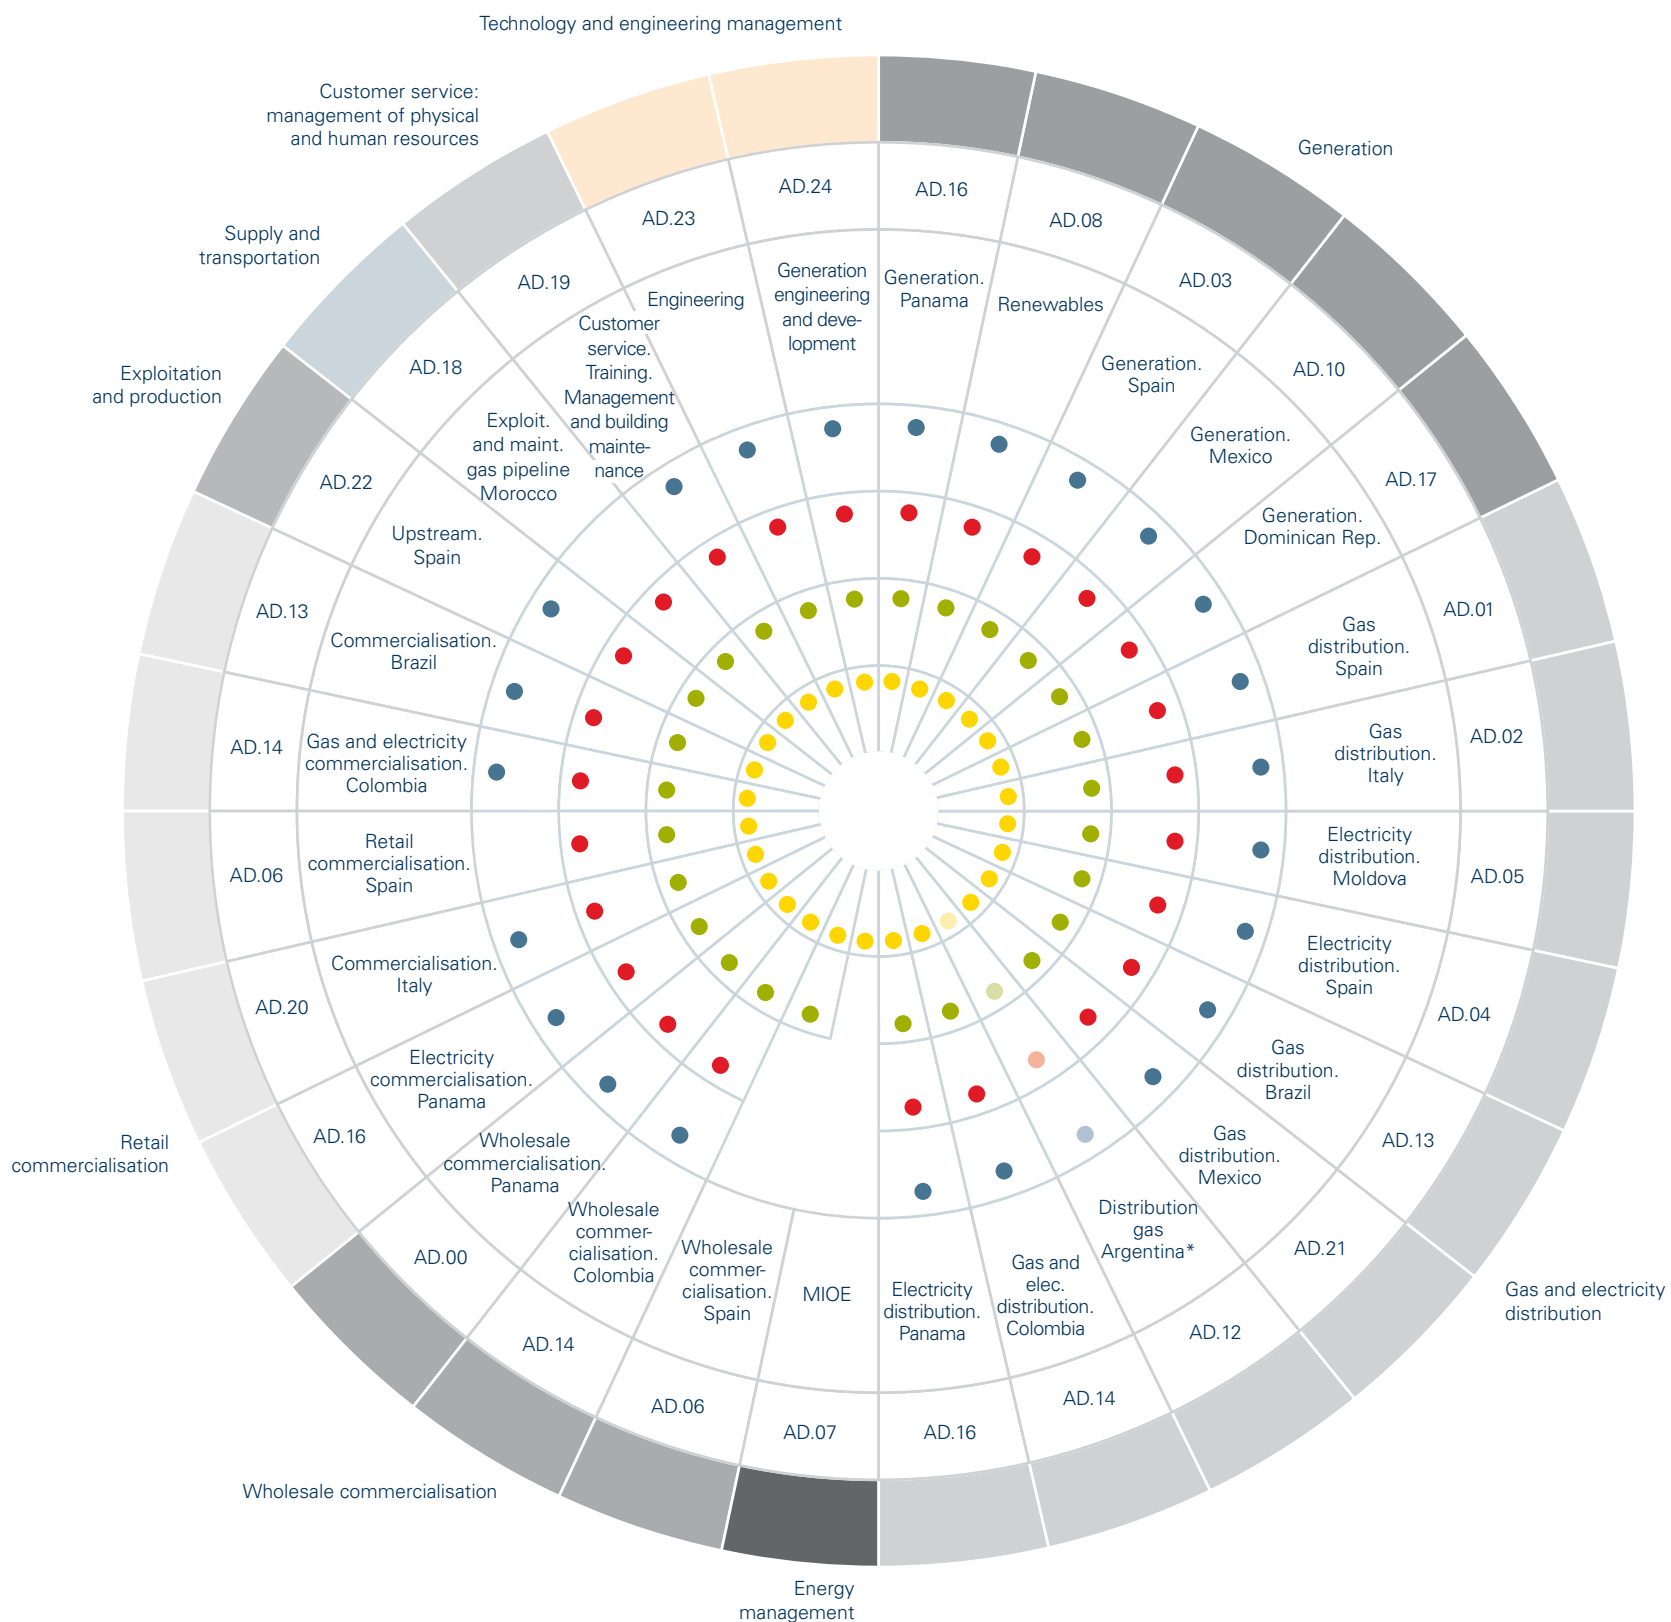 Technology and engineering management
Customer service:
management of physical
and human resources
Generation
Supply and
transportation
Exploitation
and production
Retail
commercialisation
Wholesale commercialisation
Energy
management
Gas and electricity
distribution
AD.24
AD.16
AD.08
AD.03
AD.10
AD.17
AD.01
AD.02
AD.05
AD.04
AD.13
AD.21
AD.12
AD.14
AD.16
AD.07
AD.06
AD.14
AD.00
AD.16
AD.20
AD.06
AD.14
AD.13
AD.22
AD.18
AD.19
AD.23
Generation
engineering
and deve-
lopment
Generation.
Panama
Renewables
Generation.
Spain
Generation.
Mexico
Generation.
Dominican Rep.
Gas
distribution.
Spain
Gas
distribution.
Italy
Electricity
distribution.
Moldova
Electricity
distribution.
Spain
Gas
distribution.
Brazil
Gas
distribution.
Mexico
Distribution
gas
Argentina*
Gas and
elec.
distribution.
Colombia
Electricity
distribution.
Panama
MIOE
Wholesale
commer-
cialisation.
Spain
Wholesale
commer-
cialisation.
Colombia
Wholesale
commercialisation.
Panama
Electricity
commercialisation.
Panama
Commercialisation.
Italy
Retail
commercialisation.
Spain
Gas and electricity
commercialisation.
Colombia
Commercialisation.
Brazil
Upstream.
Spain
Exploit.
and maint.
gas pipeline
Morocco
Customer
service.
Training.
Management
and building
mainte-
nance
Engineering